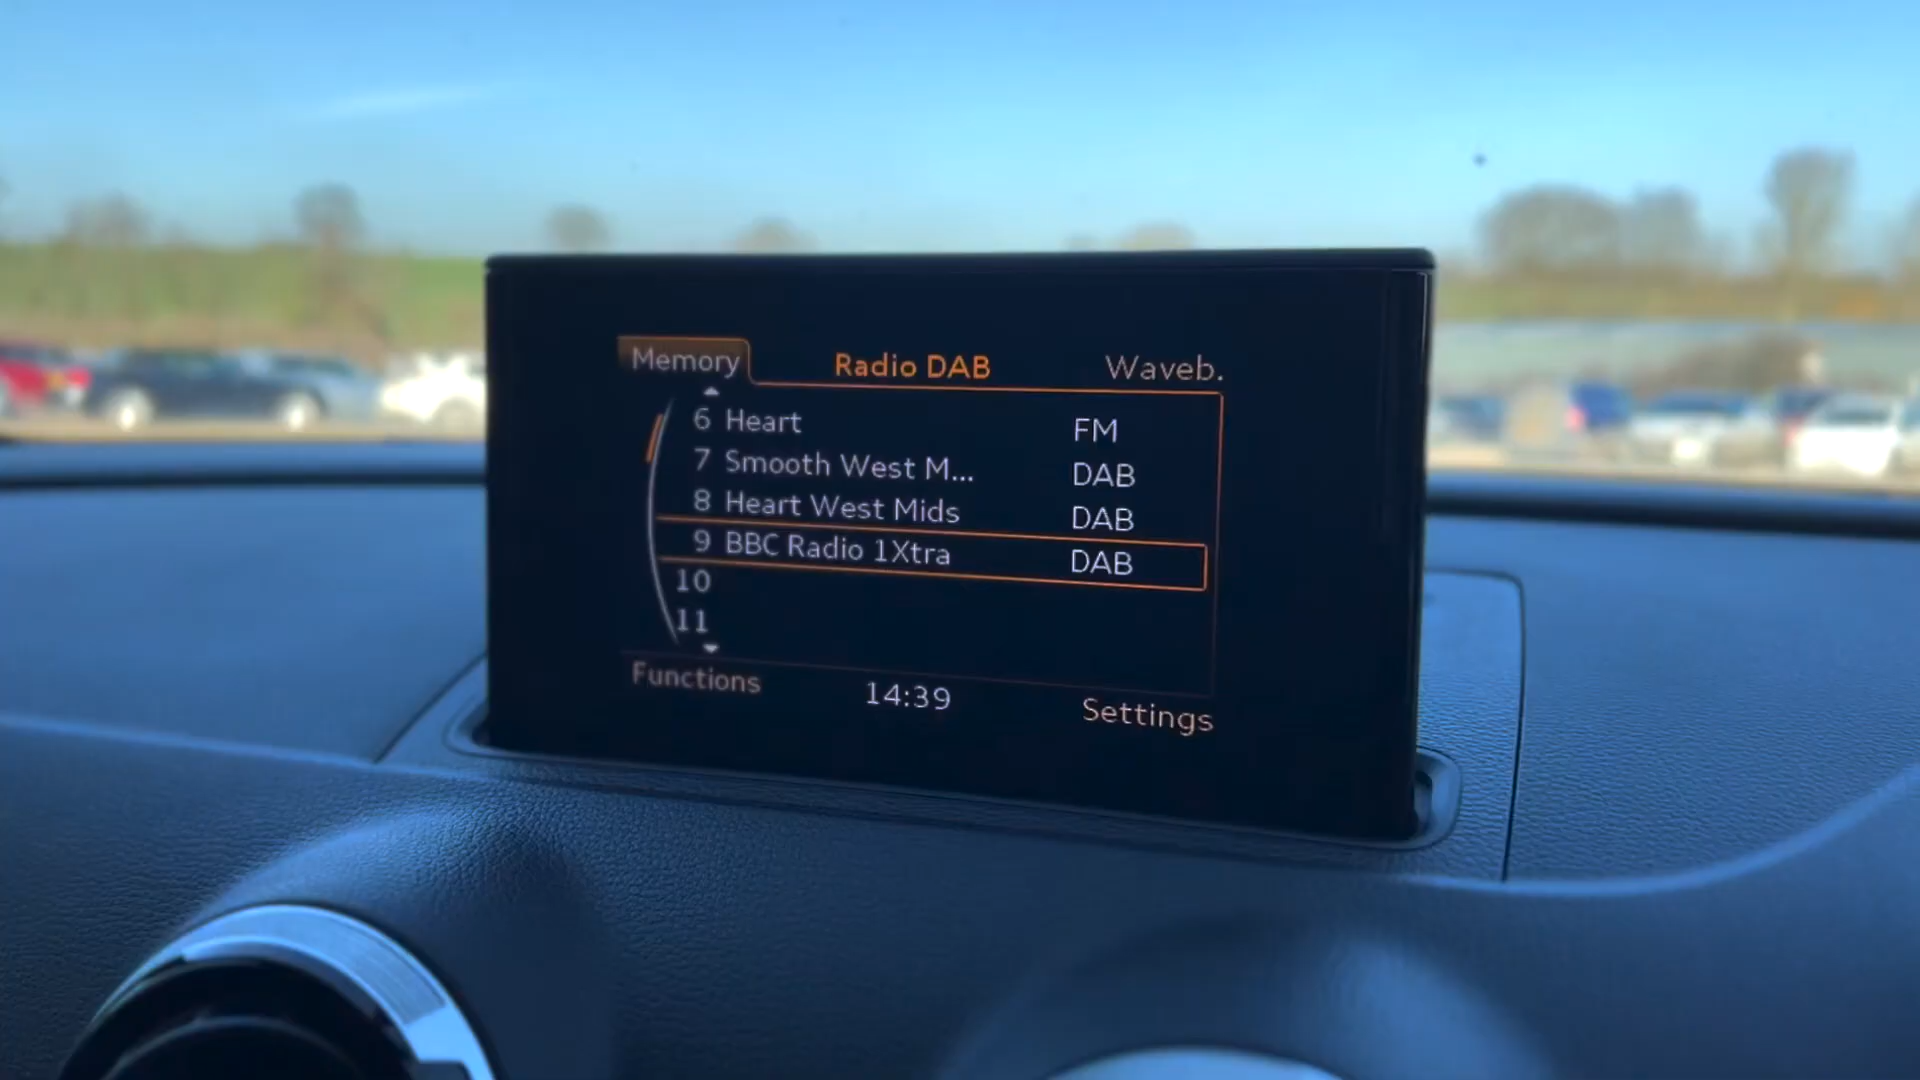 Memory Radio DAB Waveb.
6 Heart FM
7 Smooth West M... DAB
8 Heart West Mids DAB
9 BBC Radio 1Xtra DAB
10
11
Functions 14:39 Settings